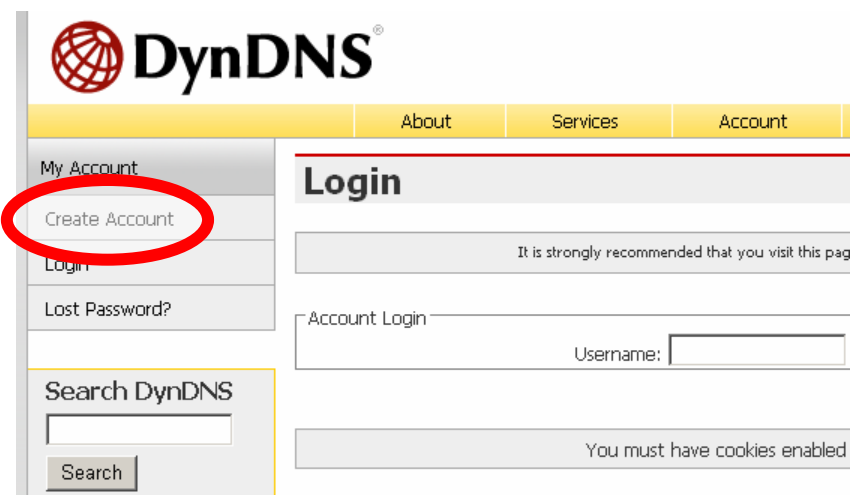 DynDNS®
About Services Account
My Account
Create Account
Login
Lost Password?
Search DynDNS
Search
Login
It is strongly recommended that you visit this pag
Account Login
Username:
You must have cookies enabled